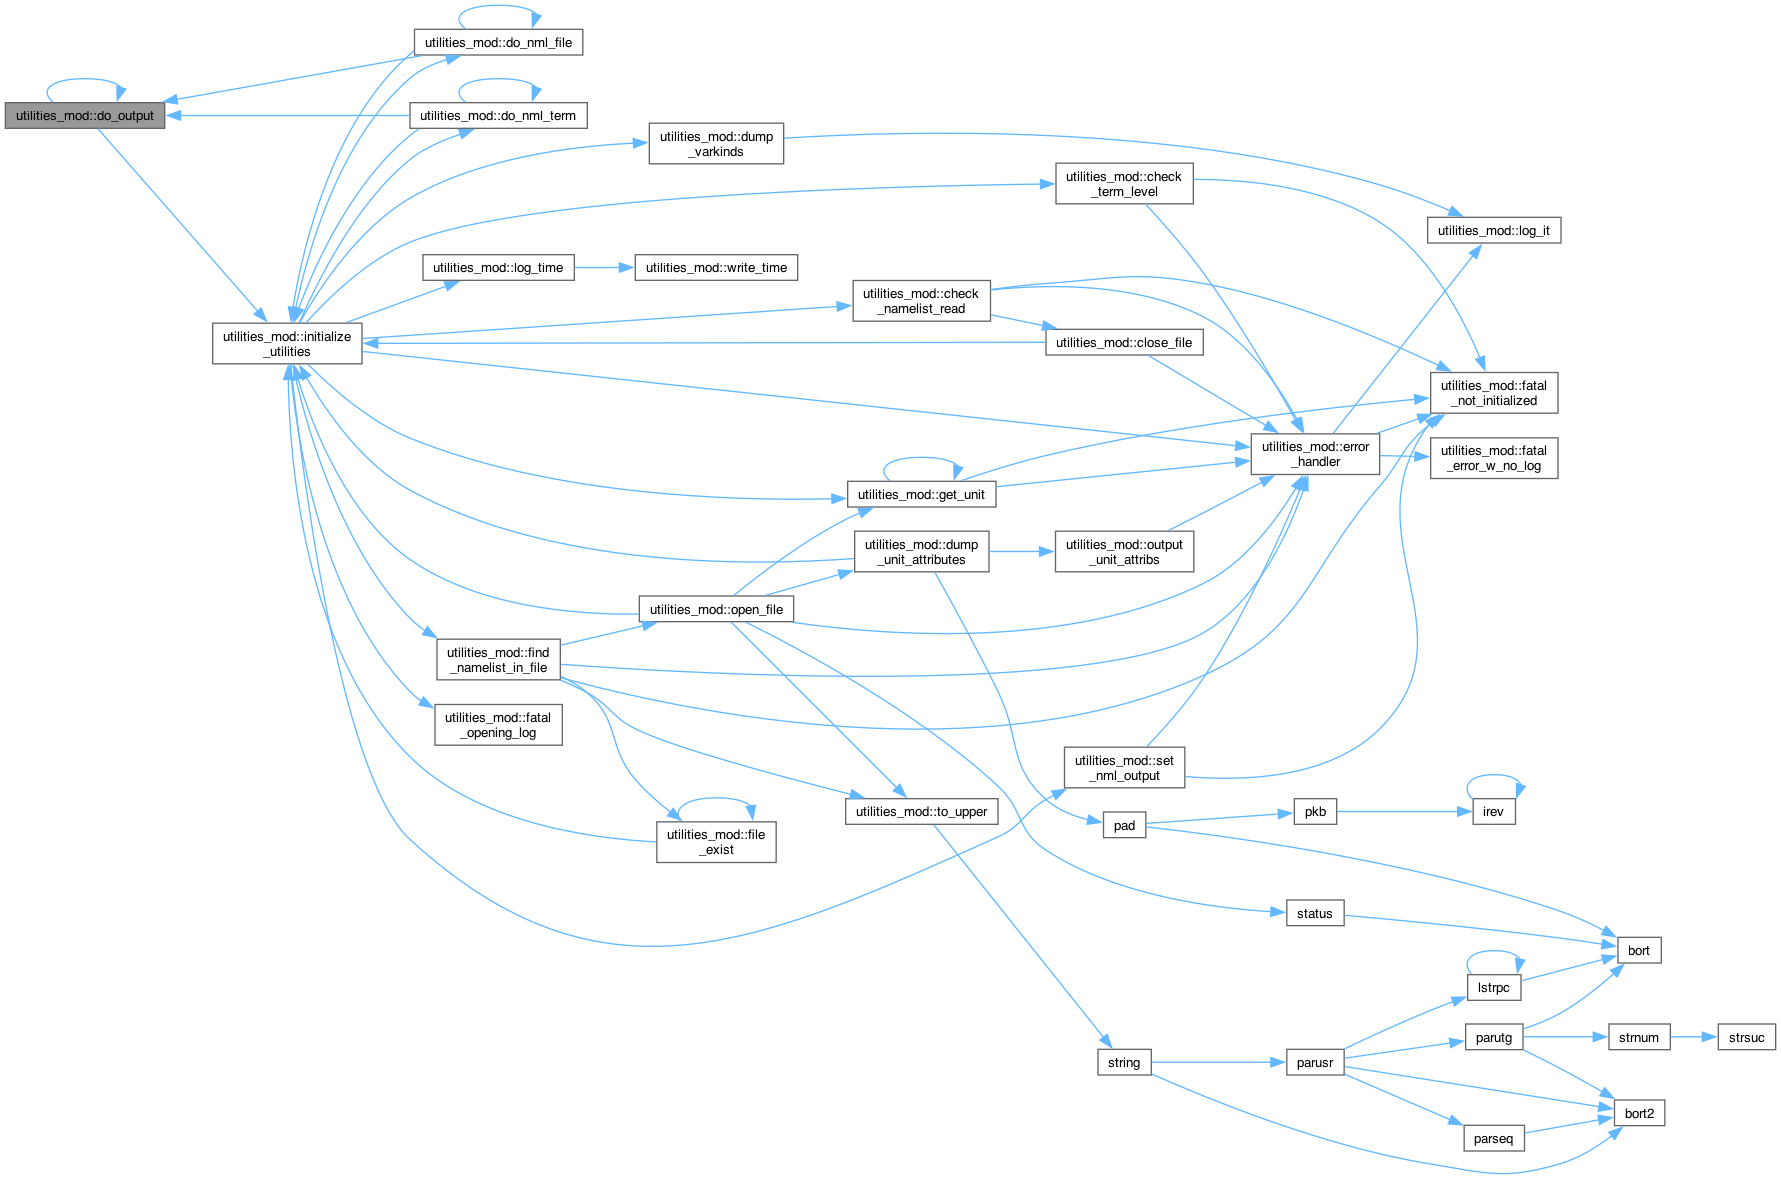 utilities_mod::do_nml_file
utilities_mod::do_output
utilities_mod::do_nml_term
utilities_mod::dump
_varkinds
utilities_mod::check
_term_level
utilities_mod::log_it
utilities_mod::log_time
utilities_mod::write_time
utilities_mod::check
_namelist_read
utilities_mod::initialize
_utilities
utilities_mod::close_file
utilities_mod::fatal
_not_initialized
utilities_mod::error
_handler
utilities_mod::fatal
_error_w_no_log
utilities_mod::get_unit
utilities_mod::dump
_unit_attributes
utilities_mod::output
_unit_attribs
utilities_mod::open_file
utilities_mod::find
_namelist_in_file
utilities_mod::fatal
_opening_log
utilities_mod::set
_nml_output
utilities_mod::to_upper
utilities_mod::file
_exist
pad
pkb
irev
status
bort
lstrpc
parutg
strnum
strsuc
string
parusr
bort2
parseq